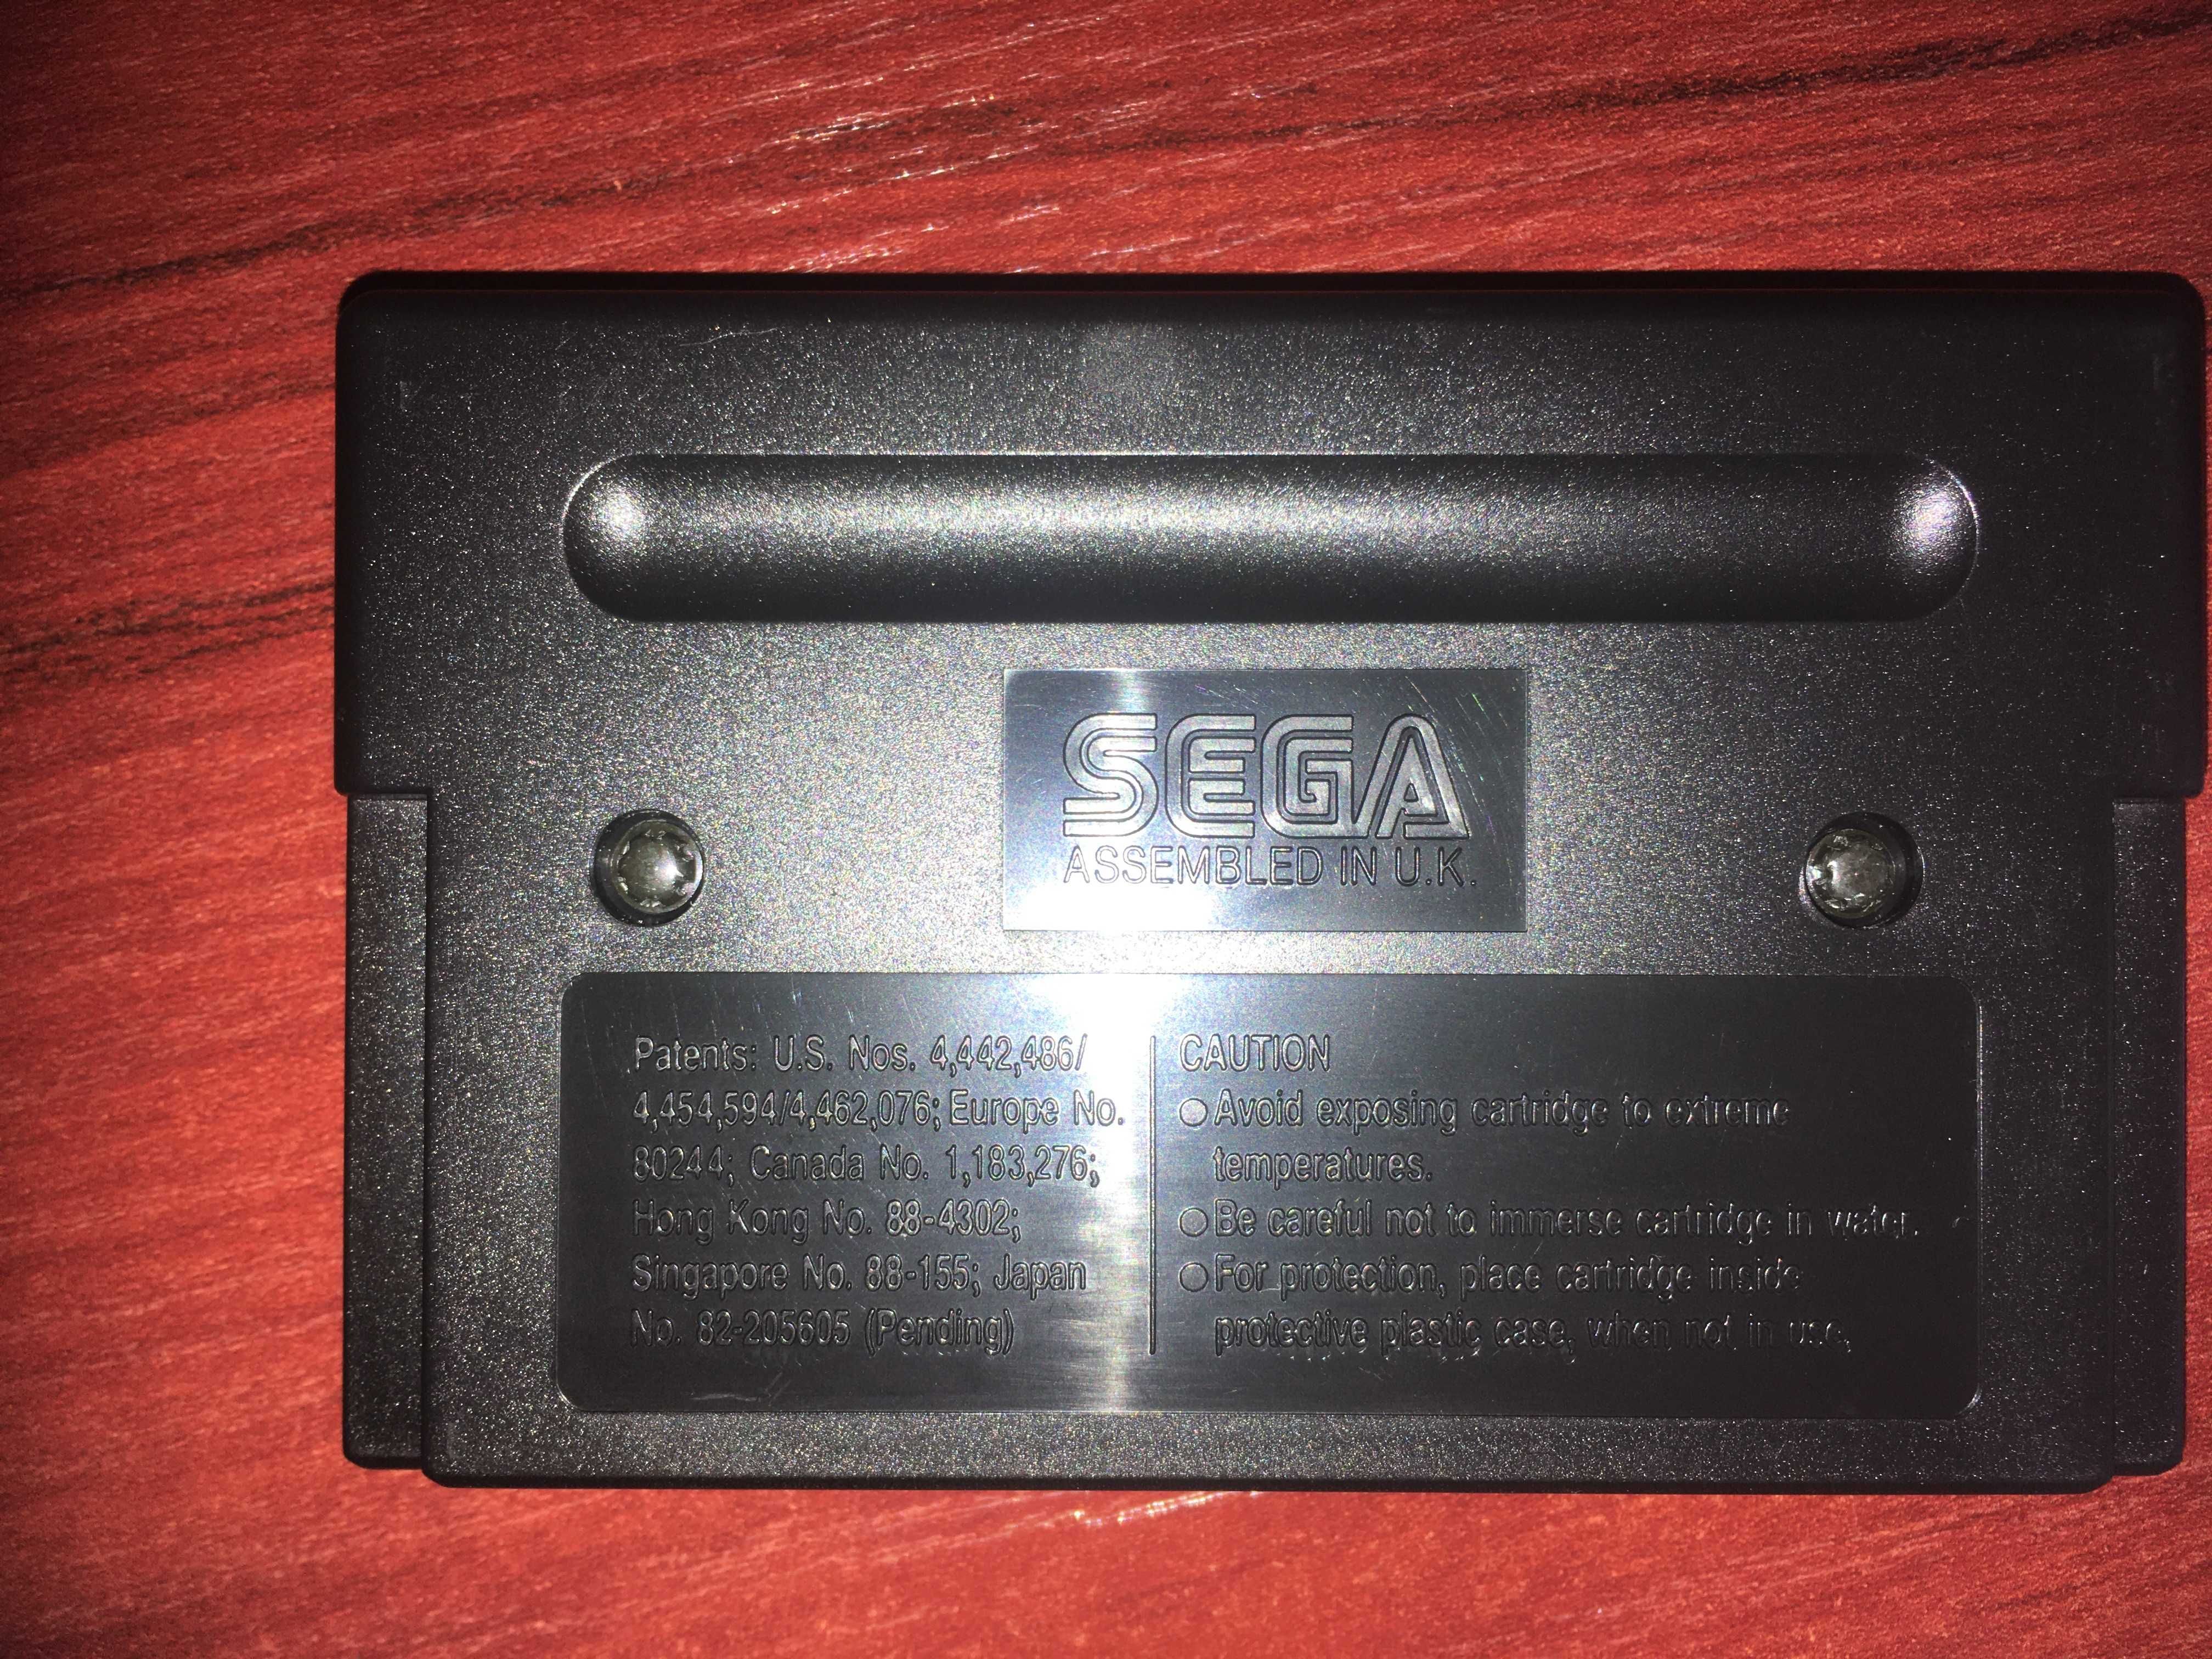 SEGA
ASSEMBLED IN U.K.
Patents: U.S. Nos. 4,442,486/
4,454,594/4,462,076; Europe No.
80244; Canada No. 1,183,276;
Hong Kong No. 88-4302;
Singapore No. 88-155; Japan
No. 82-205605 (Pending)
CAUTION
●Avoid exposing cartridge to extreme
temperatures.
●Be careful not to immerse cartridge in water.
●For protection, place cartridge inside
protective plastic case, when not in use,